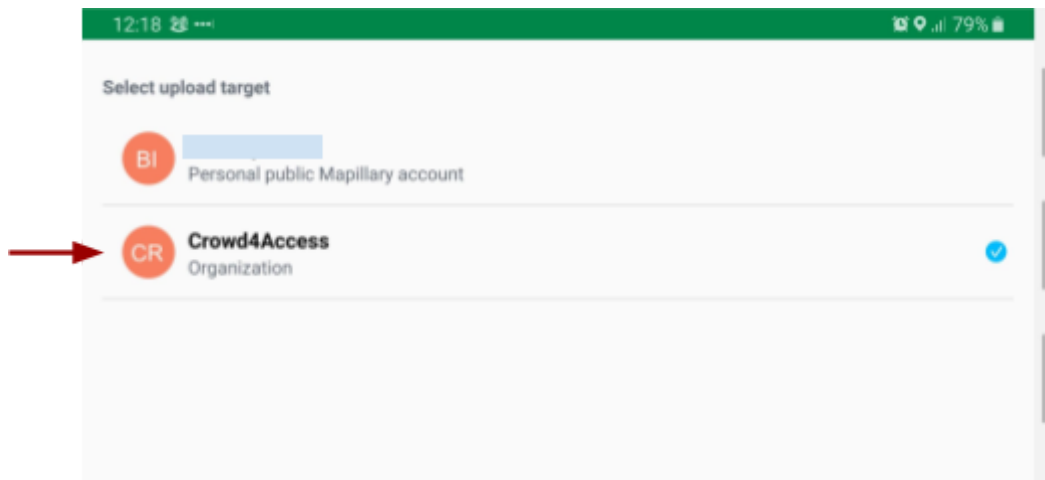 12:18
79%
Select upload target
BI
Personal public Mapillary account
CR
Crowd4Access
Organization